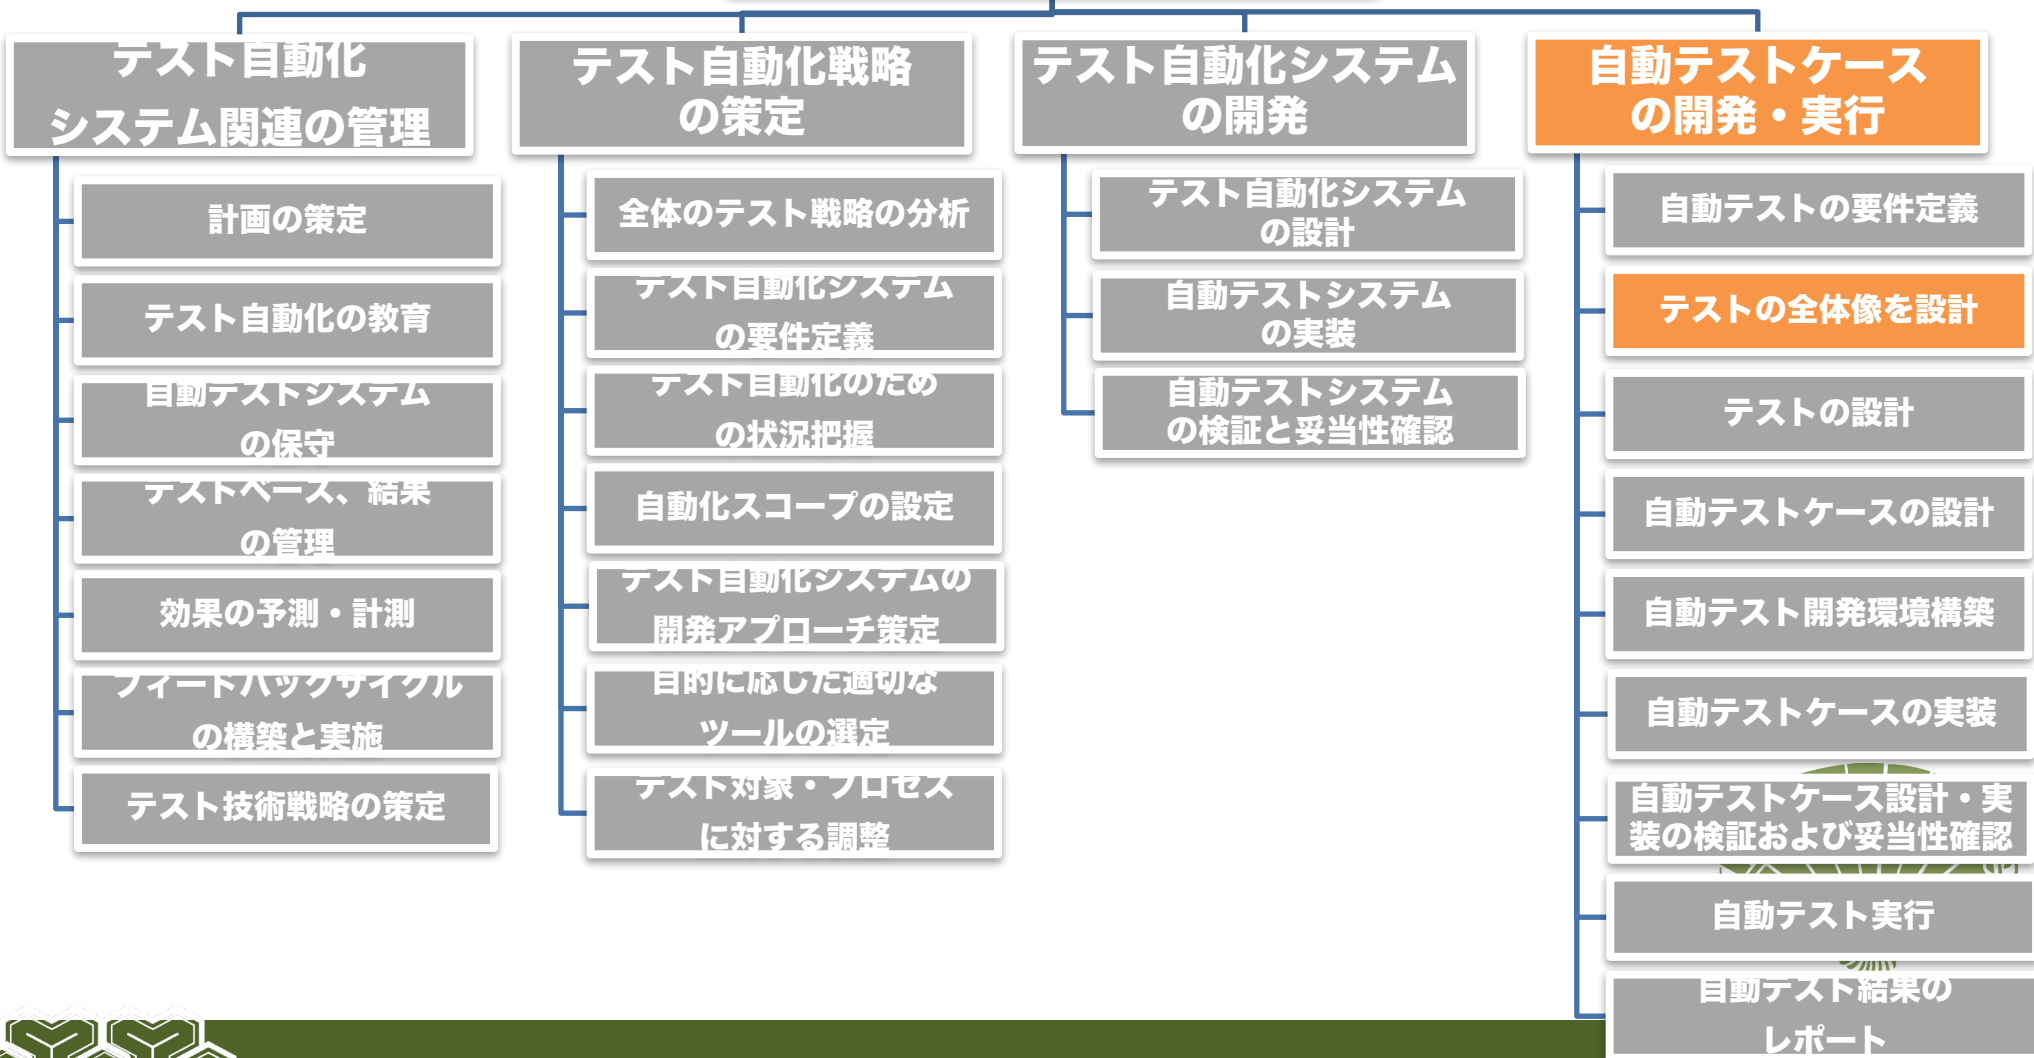 テスト自動化
システム関連の管理
計画の策定
テスト自動化の教育
自動テストシステム
の保守
テストベース、結果
の管理
効果の予測・計測
フィードバックサイクル
の構築と実施
テスト技術戦略の策定
テスト自動化戦略
の策定
全体のテスト戦略の分析
テスト自動化システム
の要件定義
テスト自動化のため
の状況把握
自動化スコープの設定
テスト自動化システムの
開発アプローチ策定
目的に応じた適切な
ツールの選定
テスト対象・プロセス
に対する調整
テスト自動化システム
の開発
テスト自動化システム
の設計
自動テストシステム
の実装
自動テストシステム
の検証と妥当性確認
自動テストケース
の開発・実行
自動テストの要件定義
テストの全体像を設計
テストの設計
自動テストケースの設計
自動テスト開発環境構築
自動テストケースの実装
自動テストケース設計・実
装の検証および妥当性確認
自動テスト実行
自動テスト結果の
レポート